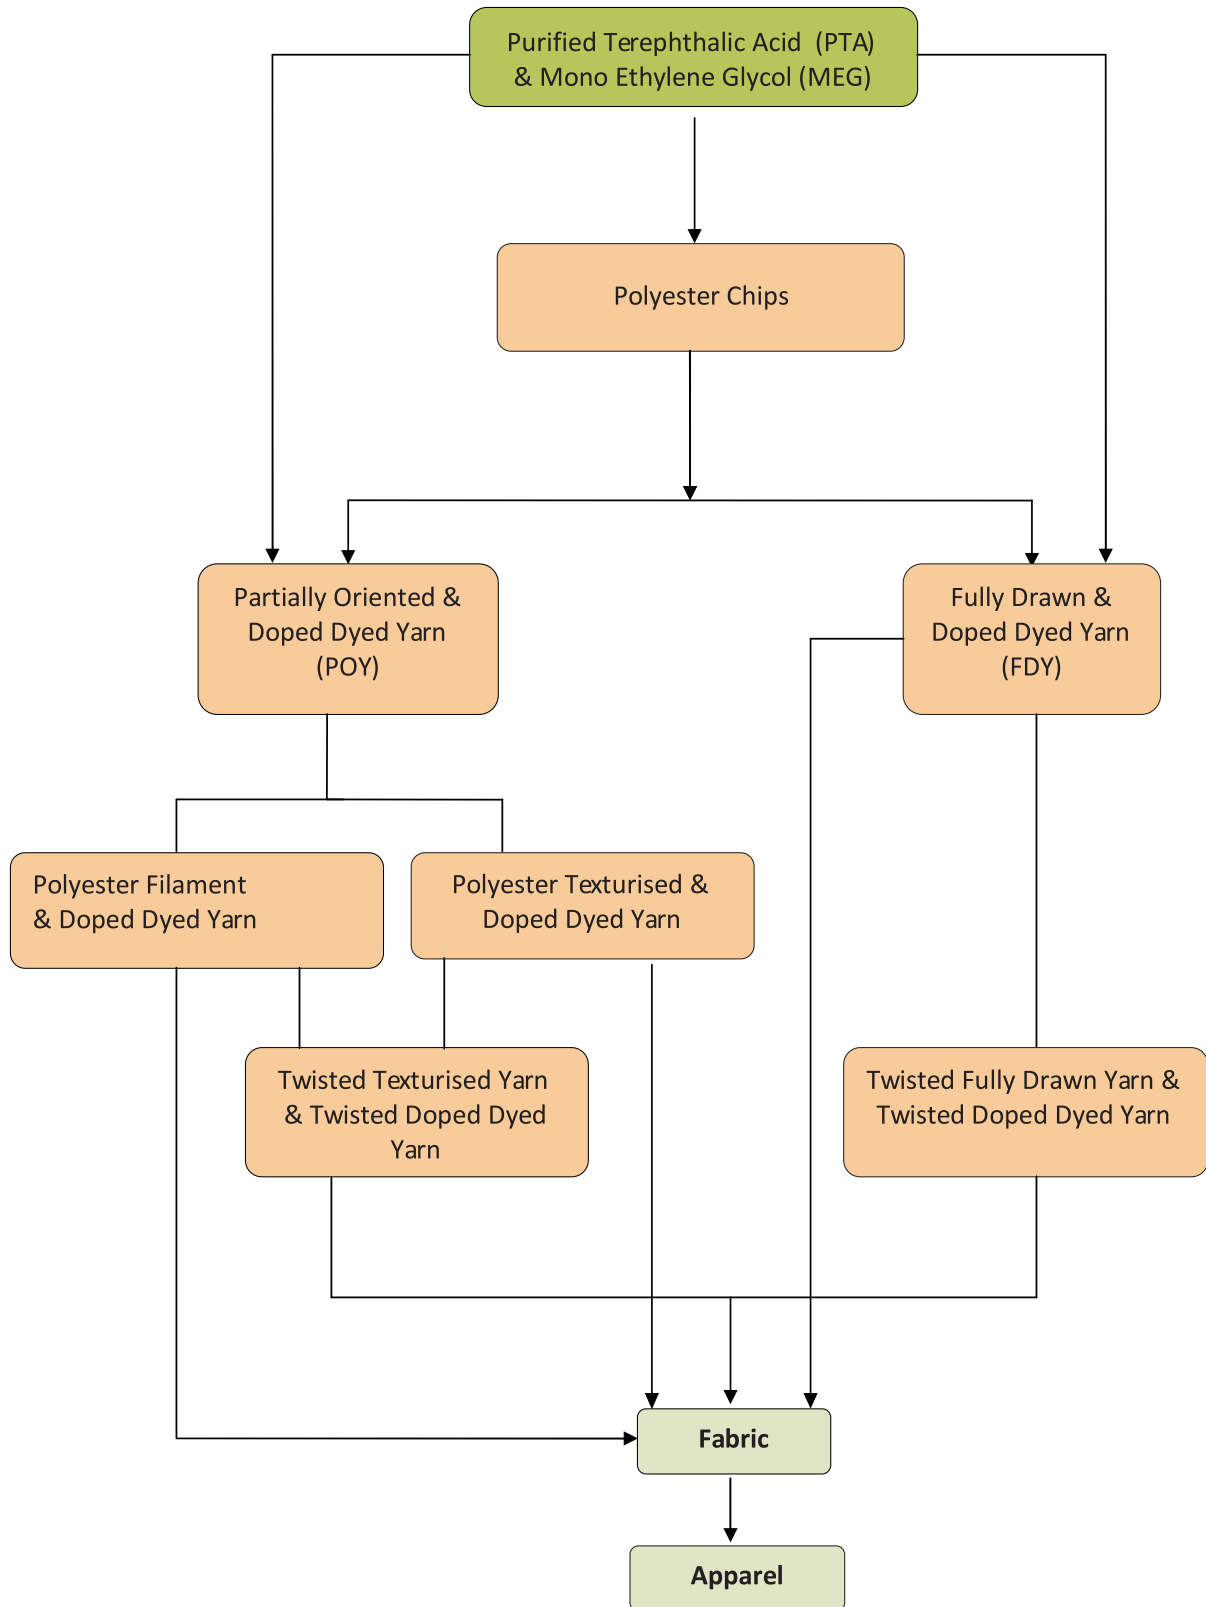 Purified Terephthalic Acid (PTA)
& Mono Ethylene Glycol (MEG)
Polyester Chips
Partially Oriented &
Doped Dyed Yarn
(POY)
Fully Drawn &
Doped Dyed Yarn
(FDY)
Polyester Filament
& Doped Dyed Yarn
Polyester Texturised &
Doped Dyed Yarn
Twisted Texturised Yarn
& Twisted Doped Dyed
Yarn
Twisted Fully Drawn Yarn &
Twisted Doped Dyed Yarn
Fabric
Apparel